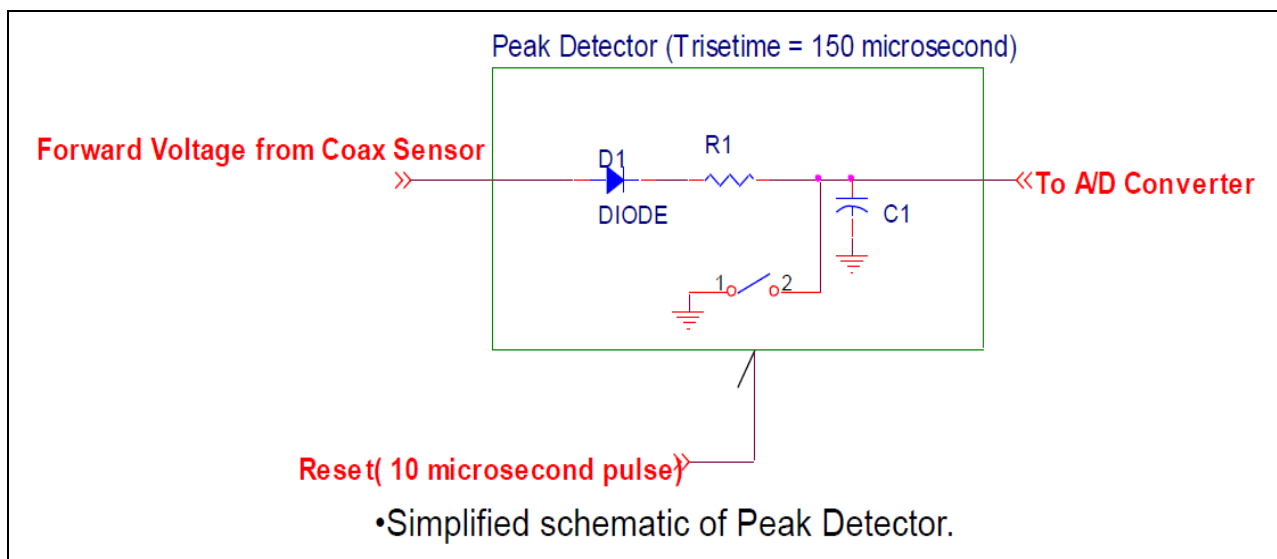 Peak Detector (Trisetime = 150 microsecond)
Forward Voltage from Coax Sensor
D1
R1
To A/D Converter
DIODE
C1
1
2
Reset( 10 microsecond pulse)
•Simplified schematic of Peak Detector.